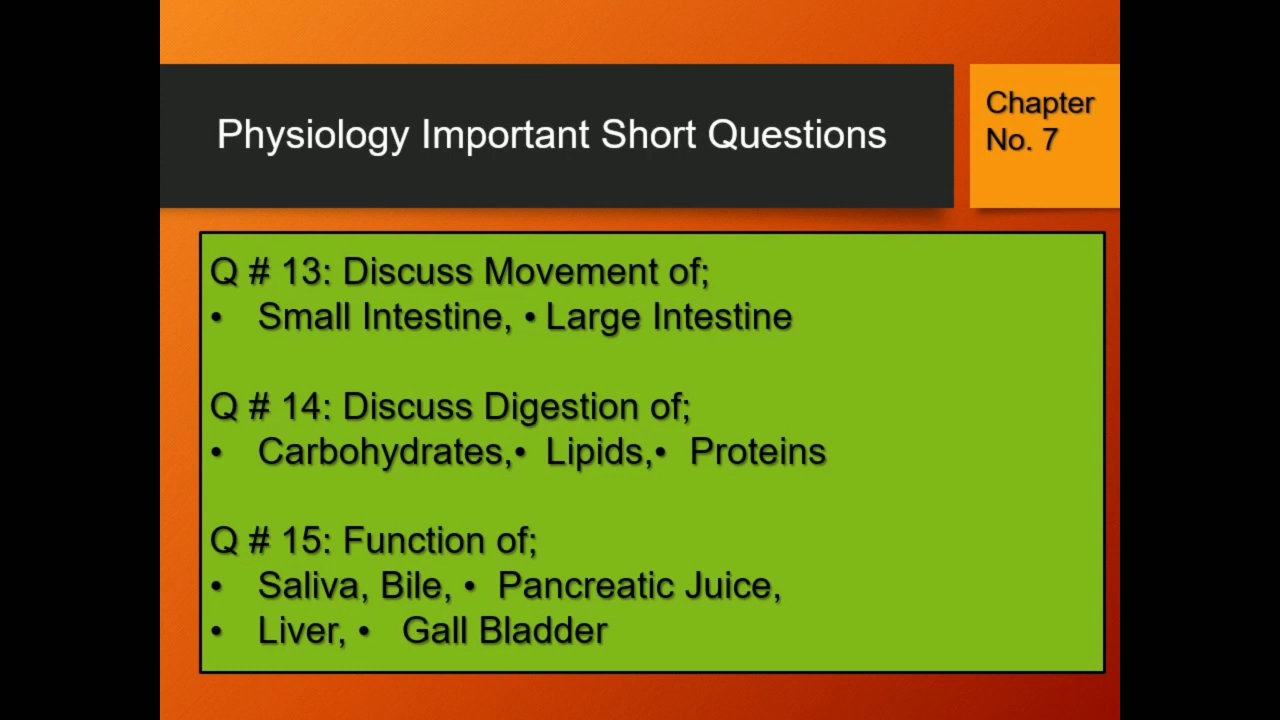 Physiology Important Short Questions
Chapter
No. 7
Q # 13: Discuss Movement of;
• Small Intestine, • Large Intestine
Q # 14: Discuss Digestion of;
• Carbohydrates,• Lipids,• Proteins
Q # 15: Function of;
• Saliva, Bile, • Pancreatic Juice,
• Liver, • Gall Bladder